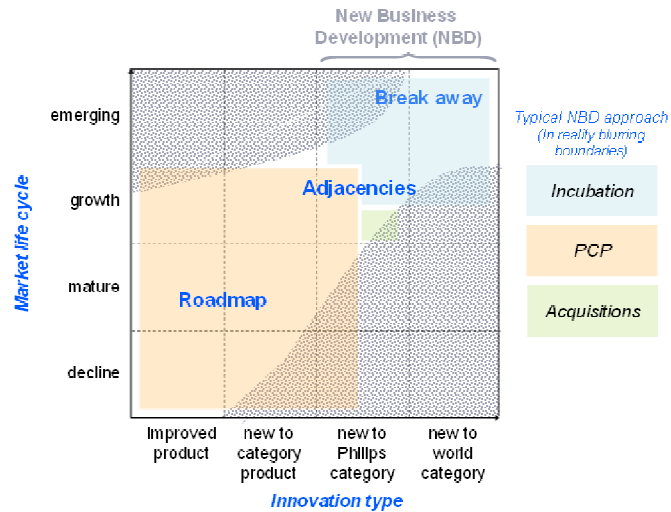 New Business
Development (NBD)
emerging
growth
mature
decline
Market life cycle
Break away
Adjacencies
Roadmap
Improved
product
new to
category
product
new to
Philips
category
new to
world
category
Innovation type
Typical NBD approach
(In reality blurring
boundaries)
Incubation
PCP
Acquisitions